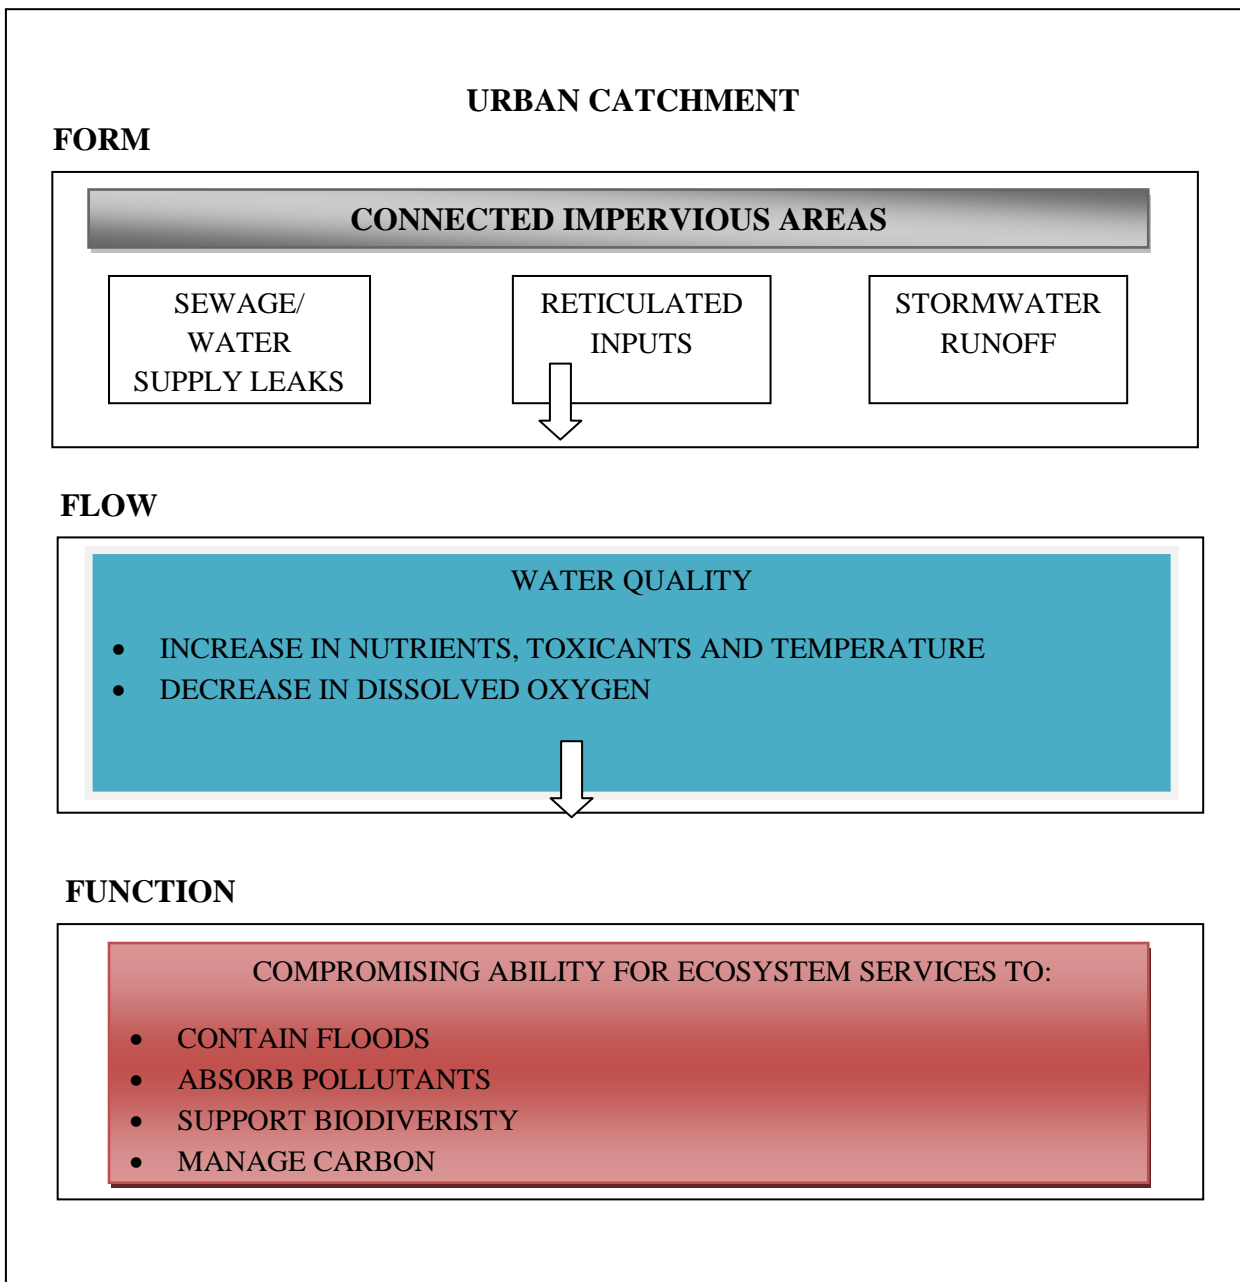 URBAN CATCHMENT
FORM
CONNECTED IMPERVIOUS AREAS
SEWAGE/
WATER
SUPPLY LEAKS
RETICULATED
INPUTS
STORMWATER
RUNOFF
FLOW
WATER QUALITY
• INCREASE IN NUTRIENTS, TOXICANTS AND TEMPERATURE
• DECREASE IN DISSOLVED OXYGEN
FUNCTION
COMPROMISING ABILITY FOR ECOSYSTEM SERVICES TO:
• CONTAIN FLOODS
• ABSORB POLLUTANTS
• SUPPORT BIODIVERISTY
• MANAGE CARBON